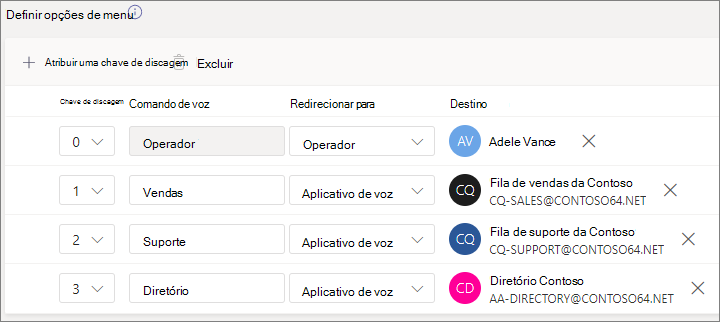 Definir opções de menu
Atribuir uma chave de discagem Excluir
Chave de discagem Comando de voz Redirecionar para Destino
0 Operador Operador AV Adele Vance
1 Vendas Aplicativo de voz CQ Fila de vendas da Contoso
CQ-SALES@CONTOSO64.NET
2 Suporte Aplicativo de voz CQ Fila de suporte da Contoso
CQ-SUPPORT@CONTOSO64.NET
3 Diretório Aplicativo de voz CD Diretório Contoso
AA-DIRECTORY@CONTOSO64.NET